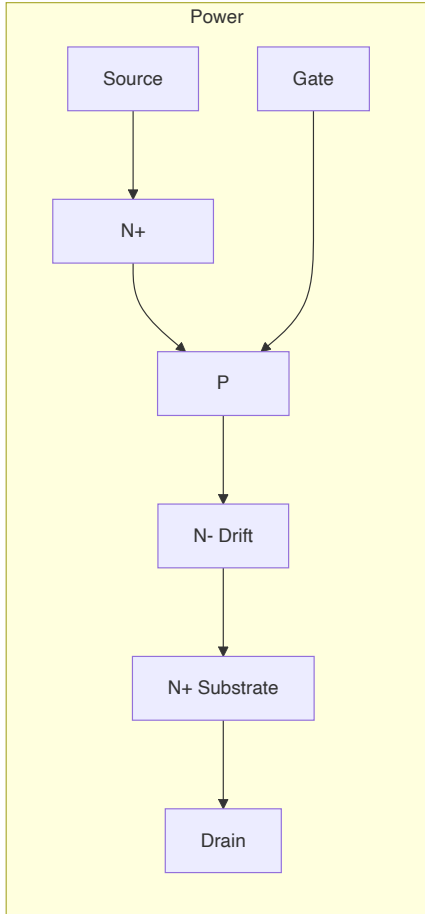 Power
Source
Gate
N+
P
N- Drift
N+ Substrate
Drain